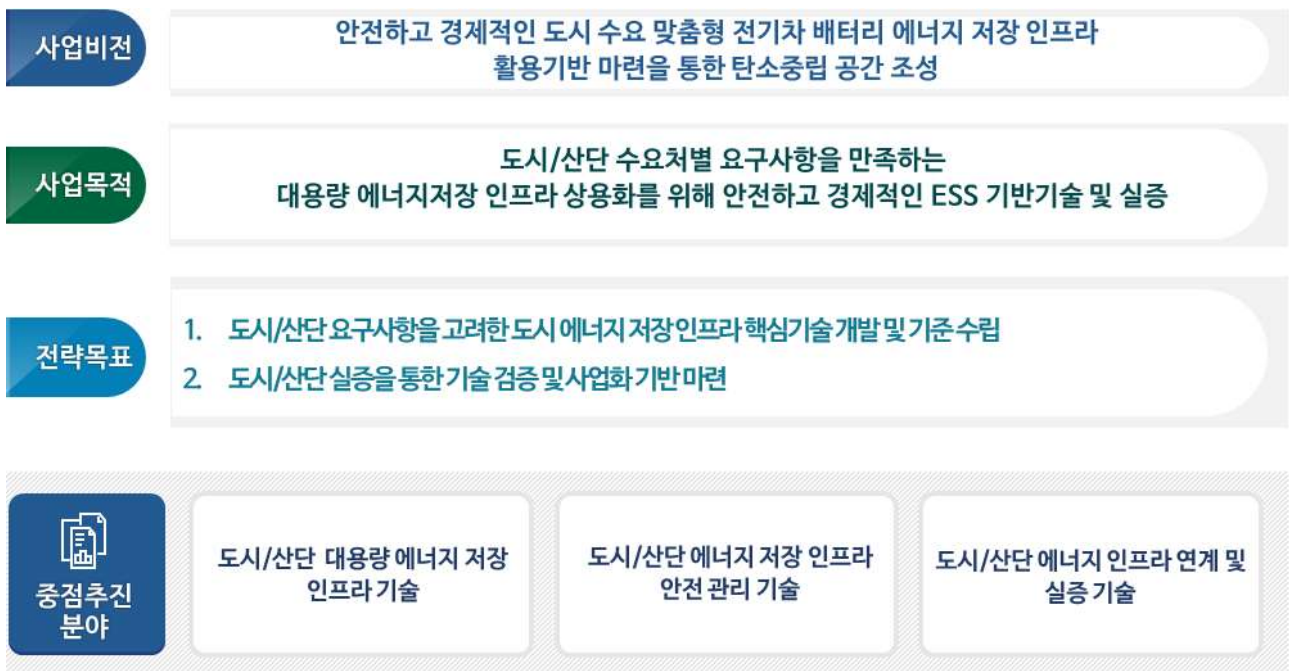 사업비전
안전하고 경제적인 도시 수요 맞춤형 전기차 배터리 에너지 저장 인프라
활용기반 마련을 통한 탄소중립 공간 조성
사업목적
도시/산단 수요처별 요구사항을 만족하는
대용량 에너지저장 인프라 상용화를 위해 안전하고 경제적인 ESS 기반기술 및 실증
전략목표
1. 도시/산단 요구사항을 고려한 도시 에너지 저장 인프라 핵심기술 개발 및 기준 수립
2. 도시/산단 실증을 통한 기술 검증 및 사업화 기반 마련
중점추진
분야
도시/산단 대용량 에너지 저장
인프라 기술
도시/산단 에너지 저장 인프라
안전 관리 기술
도시/산단 에너지 인프라 연계 및
실증 기술